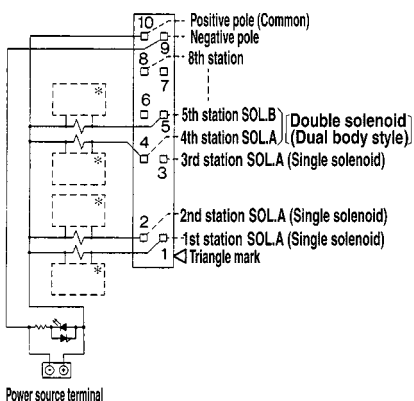 10 Positive pole (Common)
9 Negative pole
8 8th station
7
6
5 5th station SOL.B
4 4th station SOL.A
Double solenoid
(Dual body style)
3rd station SOL.A (Single solenoid)
3
2 2nd station SOL.A (Single solenoid)
1st station SOL.A (Single solenoid)
1 Triangle mark
*
*
*
*
- +
Power source terminal